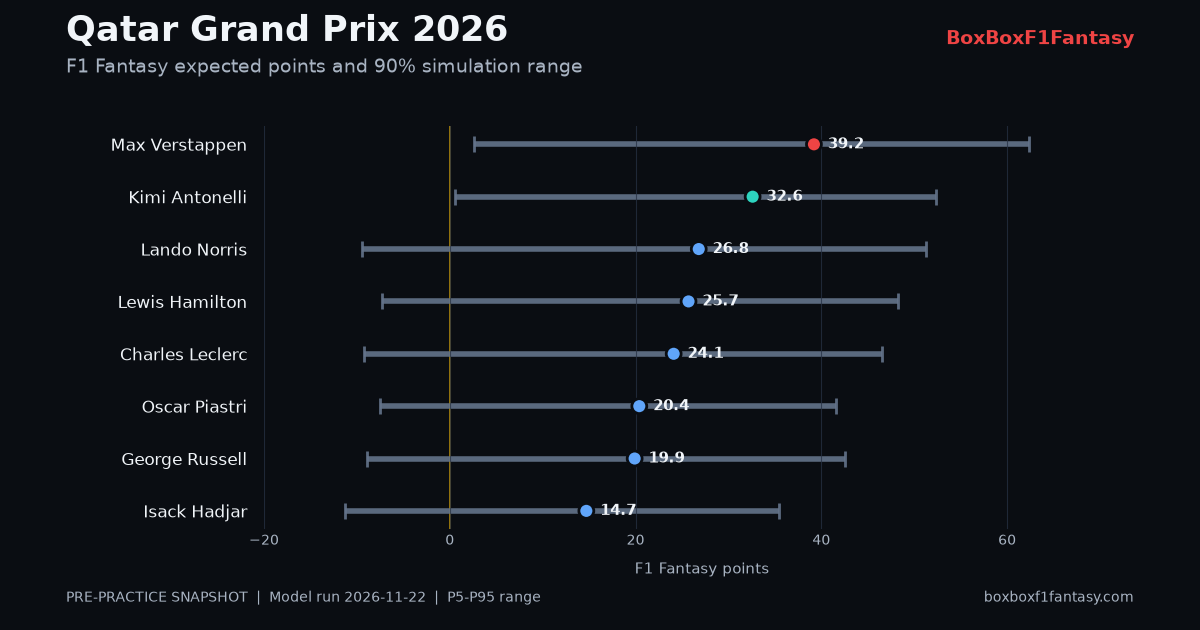 Qatar Grand Prix 2026
BoxBoxF1Fantasy
F1 Fantasy expected points and 90% simulation range
Max Verstappen 39.2
Kimi Antonelli 32.6
Lando Norris 26.8
Lewis Hamilton 25.7
Charles Leclerc 24.1
Oscar Piastri 20.4
George Russell 19.9
Isack Hadjar 14.7
−20 0 20 40 60
F1 Fantasy points
PRE-PRACTICE SNAPSHOT | Model run 2026-11-22 | P5-P95 range
boxboxf1fantasy.com